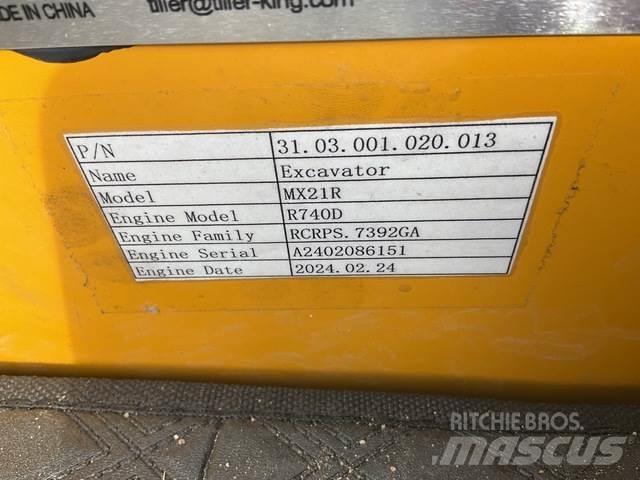 DE IN CHINA
tiller@tiller-king.com
P/N 31.03.001.020.013
Name Excavator
Model MX21R
Engine Model R740D
Engine Family RCRPS.7392GA
Engine Serial A2402086151
Engine Date 2024.02.24
RITCHIE BROS.
MASCUS